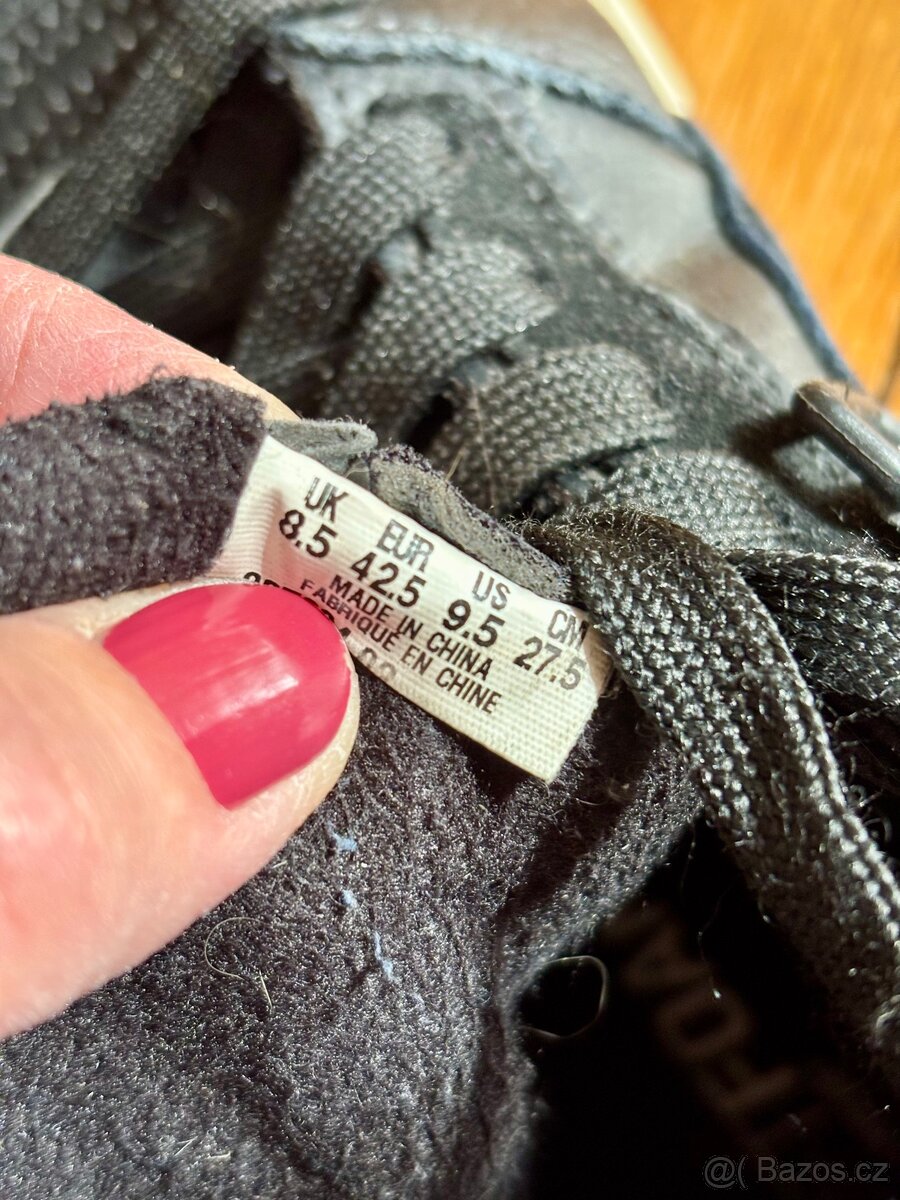 UK EUR US CM
8.5 42.5 9.5 27.5
MADE IN CHINA
FABRIQUÉ EN CHINE
@( Bazos.cz